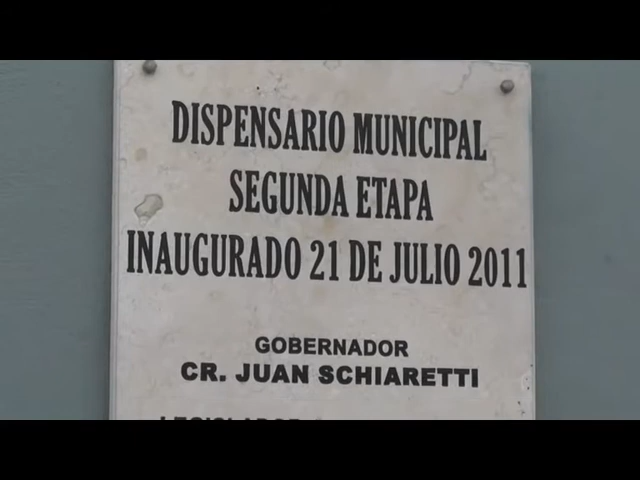 DISPENSARIO MUNICIPAL
SEGUNDA ETAPA
INAUGURADO 21 DE JULIO 2011
GOBERNADOR
CR. JUAN SCHIARETTI